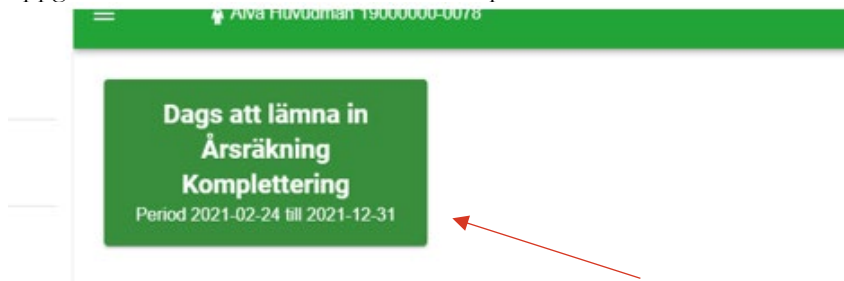 Alva Huvudman 19000000-0078
Dags att lämna in
Årsräkning
Komplettering
Period 2021-02-24 till 2021-12-31